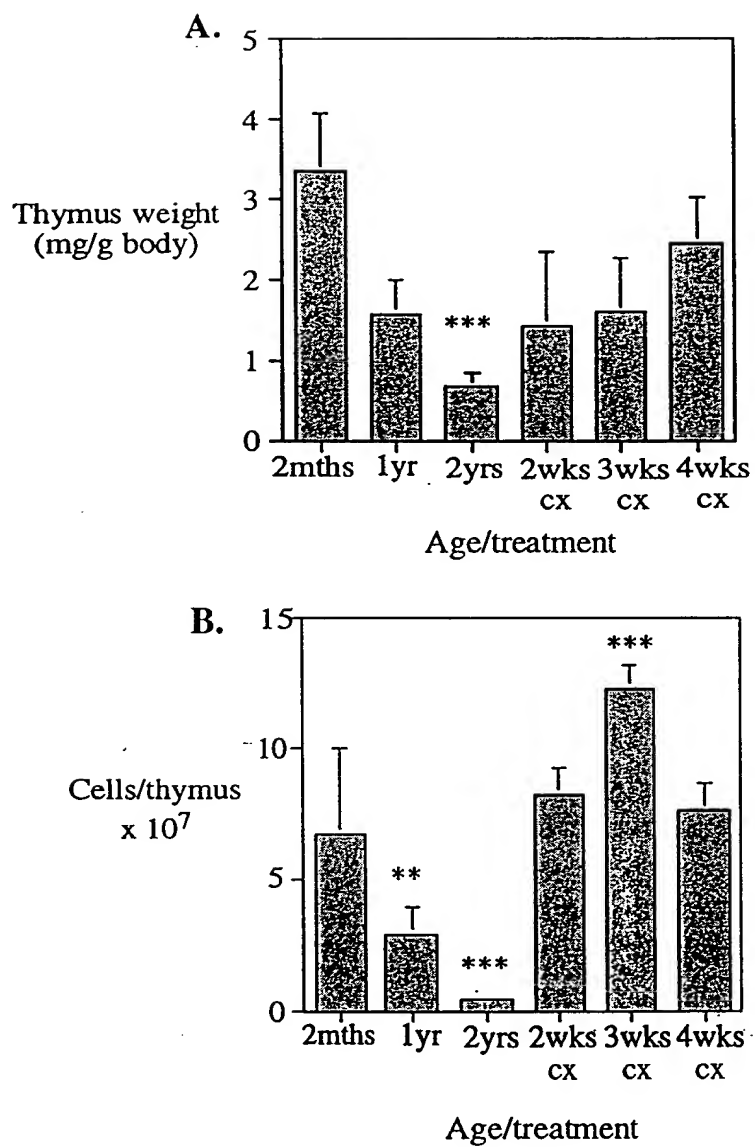 A.
5
4
3
2
1
0
Thymus weight
(mg/g body)
***
2mths 1yr 2yrs 2wks 3wks 4wks
cx cx cx
Age/treatment
B.
15
10
5
0
Cells/thymus
x 10⁷
** *** ***
2mths 1yr 2yrs 2wks 3wks 4wks
cx cx cx
Age/treatment